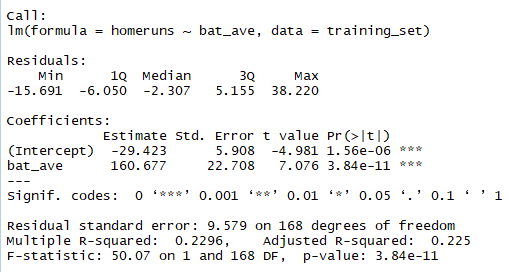 Call:
lm(formula = homeruns ~ bat_ave, data = training_set)
Residuals:
Min 1Q Median 3Q Max
-15.691 -6.050 -2.307 5.155 38.220
Coefficients:
Estimate Std. Error t value Pr(>|t|)
(Intercept) -29.423 5.908 -4.981 1.56e-06 ***
bat_ave 160.677 22.708 7.076 3.84e-11 ***
---
Signif. codes: 0 ‘***’ 0.001 ‘**’ 0.01 ‘*’ 0.05 ‘.’ 0.1 ‘ ’ 1
Residual standard error: 9.579 on 168 degrees of freedom
Multiple R-squared: 0.2296, Adjusted R-squared: 0.225
F-statistic: 50.07 on 1 and 168 DF, p-value: 3.84e-11